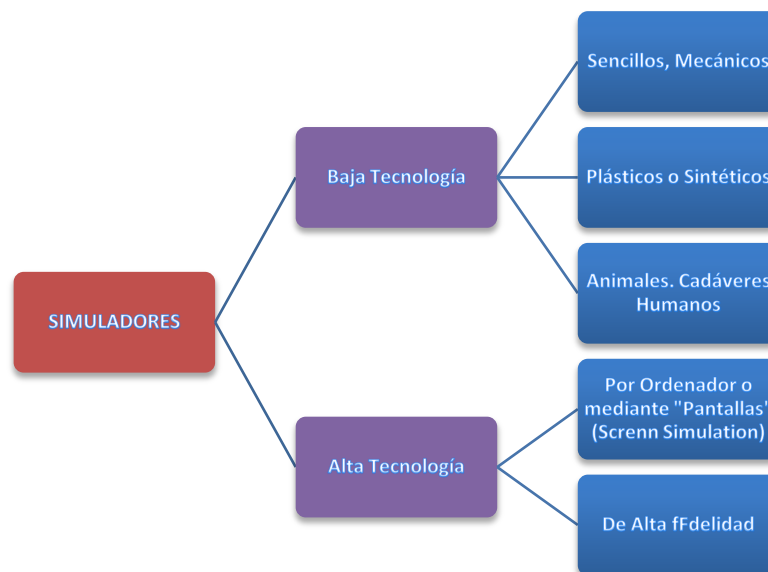 Sencillos, Mecánicos
Baja Tecnología
Plásticos o Sintéticos
Animales. Cadáveres
Humanos
SIMULADORES
Por Ordenador o
mediante "Pantallas"
(Screnn Simulation)
Alta Tecnología
De Alta fFdelidad